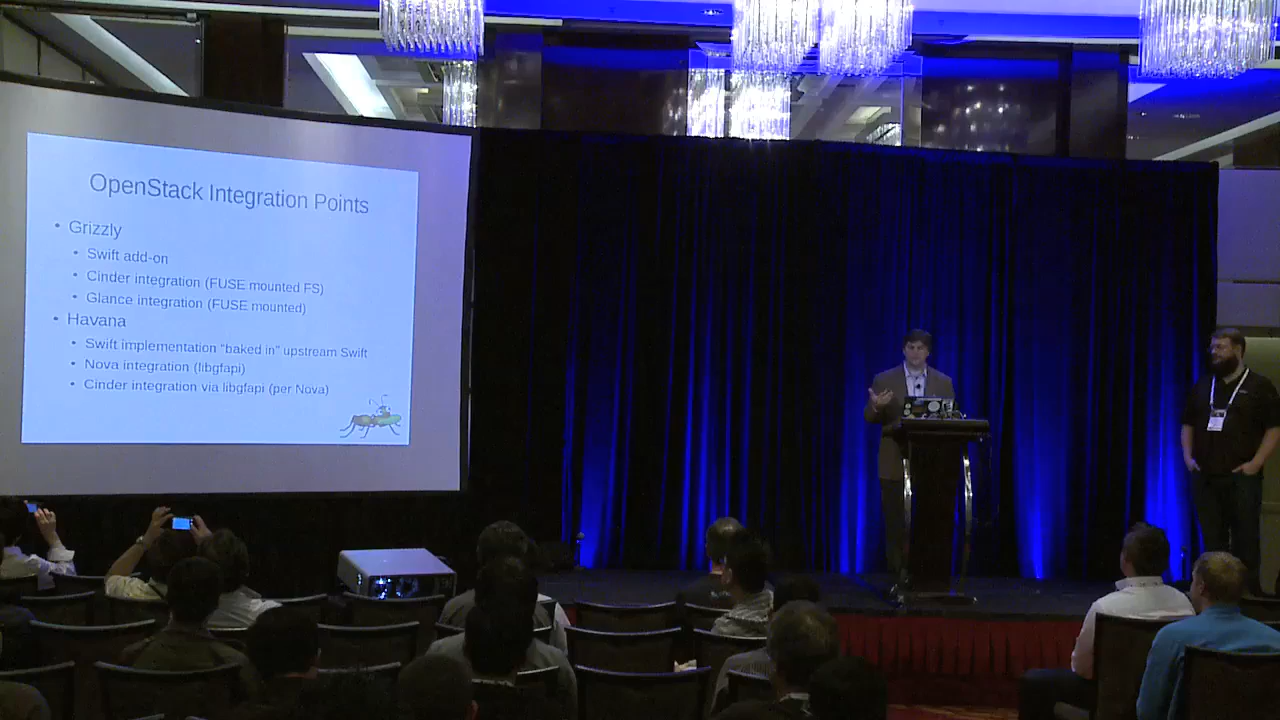 OpenStack Integration Points
• Grizzly
• Swift add-on
• Cinder integration (FUSE mounted FS)
• Glance integration (FUSE mounted)
• Havana
• Swift implementation “baked in” upstream Swift
• Nova integration (libgfapi)
• Cinder integration via libgfapi (per Nova)